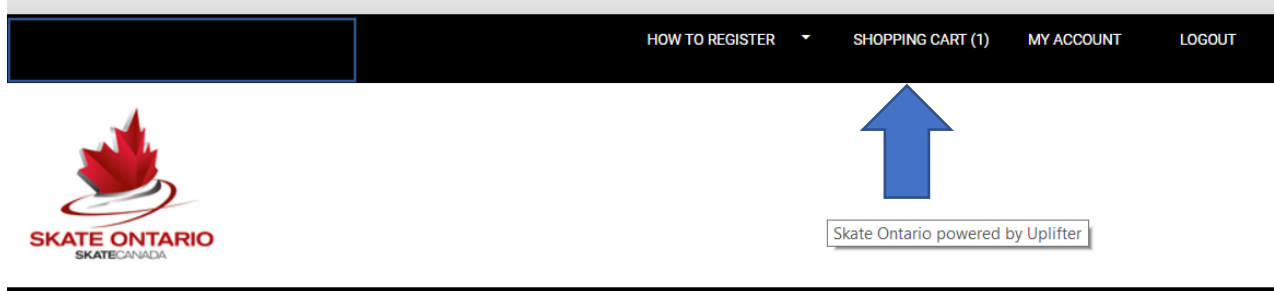 HOW TO REGISTER SHOPPING CART (1) MY ACCOUNT LOGOUT
SKATE ONTARIO
SKATECANADA
Skate Ontario powered by Uplifter